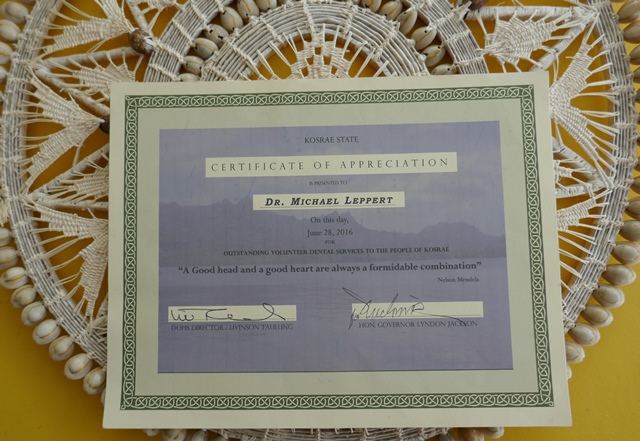 KOSRAE STATE
CERTIFICATE OF APPRECIATION
IS PRESENTED TO
DR. MICHAEL LEPPERT
On this day,
June 28, 2016
FOR
OUTSTANDING VOLUNTEER DENTAL SERVICES TO THE PEOPLE OF KOSRAE
"A Good head and a good heart are always a formidable combination"
Nelson Mendela
DOHS DIRECTOR / LIVINSON TAULUNG
HON. GOVERNOR LYNDON JACKSON